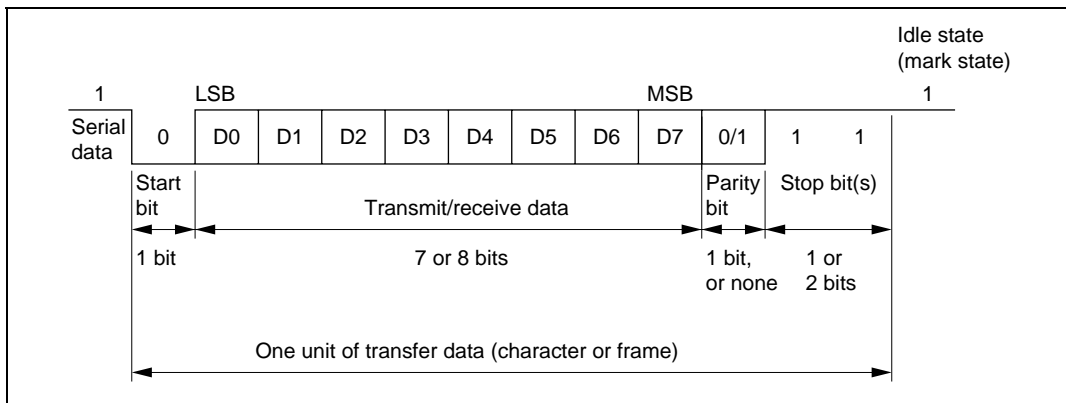 Idle state
(mark state)
1
LSB
MSB
1
Serial
data
0
D0
D1
D2
D3
D4
D5
D6
D7
0/1
1
1
Start
bit
Transmit/receive data
Parity
bit
Stop bit(s)
1 bit
7 or 8 bits
1 bit,
or none
1 or
2 bits
One unit of transfer data (character or frame)